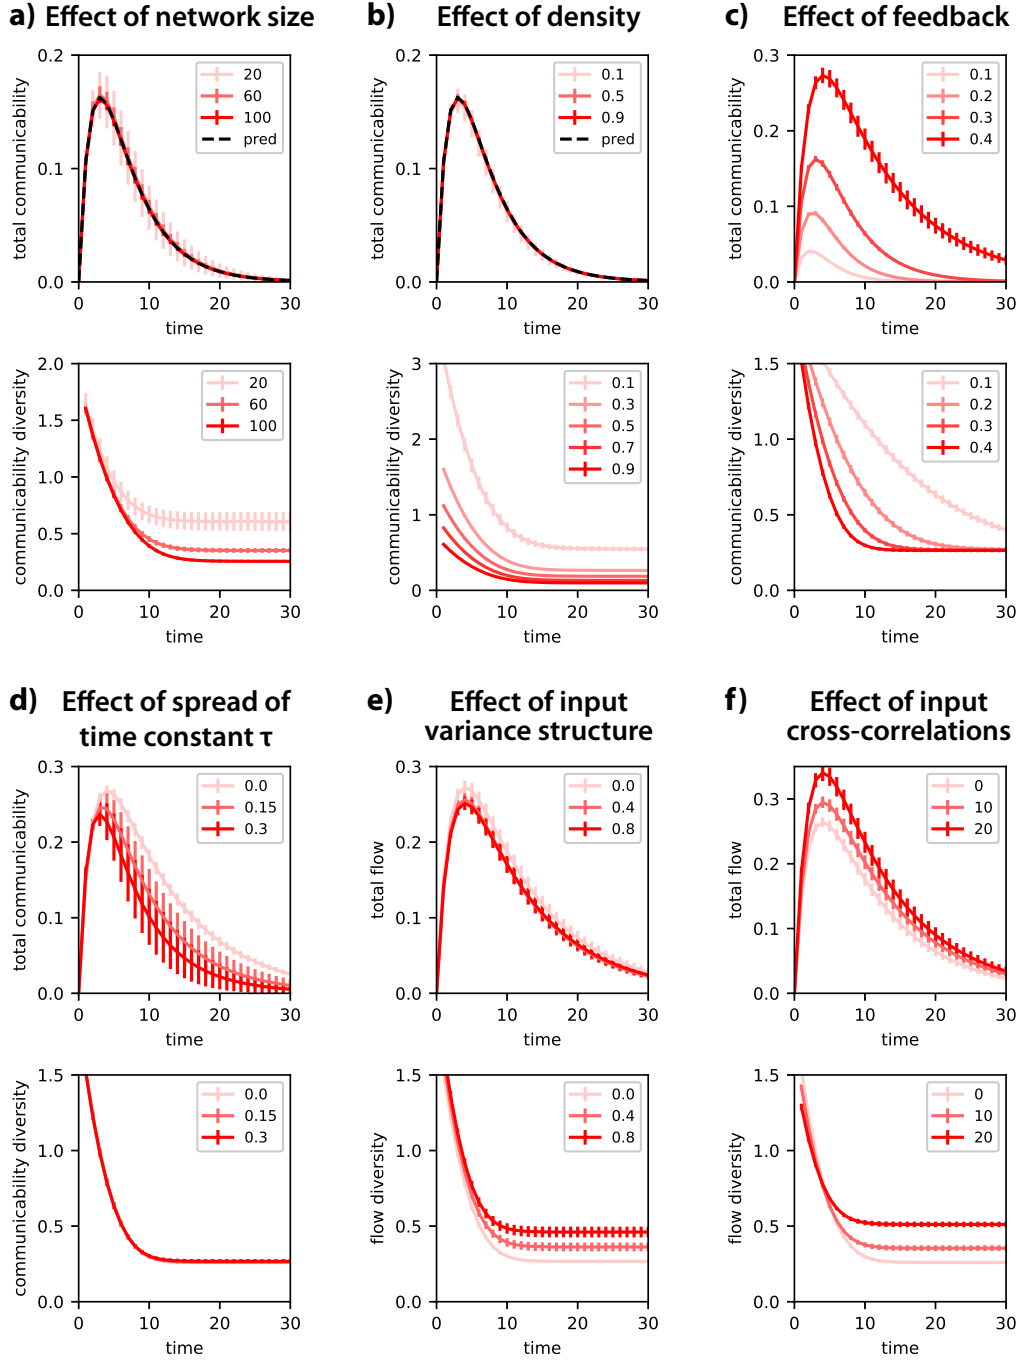 a) Effect of network size
0.2
0.1
0.0
total communicability
20
60
100
pred
0 10 20 30
time
2.0
1.5
1.0
0.5
0.0
communicability diversity
20
60
100
0 10 20 30
time
b) Effect of density
0.2
0.1
0.0
total communicability
0.1
0.5
0.9
pred
0 10 20 30
time
3
2
1
0
communicability diversity
0.1
0.3
0.5
0.7
0.9
0 10 20 30
time
c) Effect of feedback
0.3
0.2
0.1
0.0
total communicability
0.1
0.2
0.3
0.4
0 10 20 30
time
1.5
1.0
0.5
0.0
communicability diversity
0.1
0.2
0.3
0.4
0 10 20 30
time
d) Effect of spread of
time constant τ
0.3
0.2
0.1
0.0
total communicability
0.0
0.15
0.3
0 10 20 30
time
1.5
1.0
0.5
0.0
communicability diversity
0.0
0.15
0.3
0 10 20 30
time
e) Effect of input
variance structure
0.3
0.2
0.1
0.0
total flow
0.0
0.4
0.8
0 10 20 30
time
1.5
1.0
0.5
0.0
flow diversity
0.0
0.4
0.8
0 10 20 30
time
f) Effect of input
cross-correlations
0.3
0.2
0.1
0.0
total flow
0
10
20
0 10 20 30
time
1.5
1.0
0.5
0.0
flow diversity
0
10
20
0 10 20 30
time